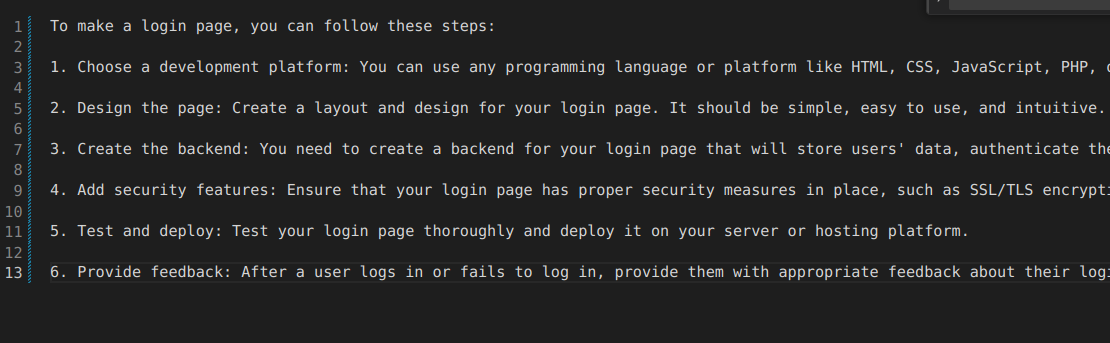 1 To make a login page, you can follow these steps:
2
3 1. Choose a development platform: You can use any programming language or platform like HTML, CSS, JavaScript, PHP,
4
5 2. Design the page: Create a layout and design for your login page. It should be simple, easy to use, and intuitive.
6
7 3. Create the backend: You need to create a backend for your login page that will store users' data, authenticate
8
9 4. Add security features: Ensure that your login page has proper security measures in place, such as SSL/TLS
10
11 5. Test and deploy: Test your login page thoroughly and deploy it on your server or hosting platform.
12
13 6. Provide feedback: After a user logs in or fails to log in, provide them with appropriate feedback about their